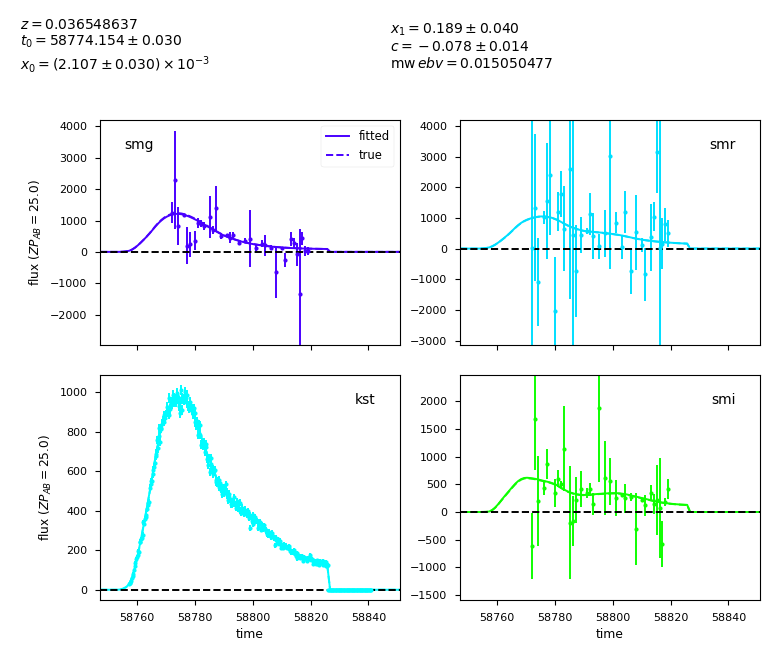 z = 0.036548637
t₀ = 58774.154 ± 0.030
x₀ = (2.107 ± 0.030) × 10⁻³
x₁ = 0.189 ± 0.040
c = −0.078 ± 0.014
mw ebv = 0.015050477
smg
fitted
true
4000
3000
2000
1000
0
−1000
−2000
flux (ZP_AB = 25.0)
smr
4000
3000
2000
1000
0
−1000
−2000
−3000
kst
1000
800
600
400
200
0
flux (ZP_AB = 25.0)
58760 58780 58800 58820 58840
time
smi
2000
1500
1000
500
0
−500
−1000
−1500
58760 58780 58800 58820 58840
time